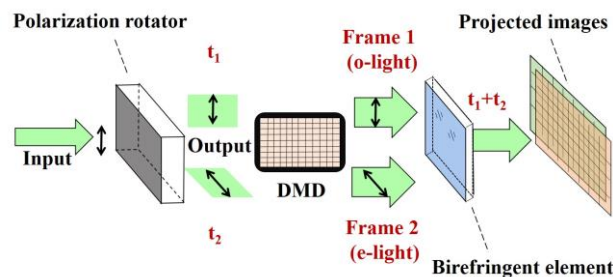 Polarization rotator
Projected images
Frame 1
(o-light)
t1
t1+t2
Input
Output
DMD
t2
Frame 2
(e-light)
Birefringent element